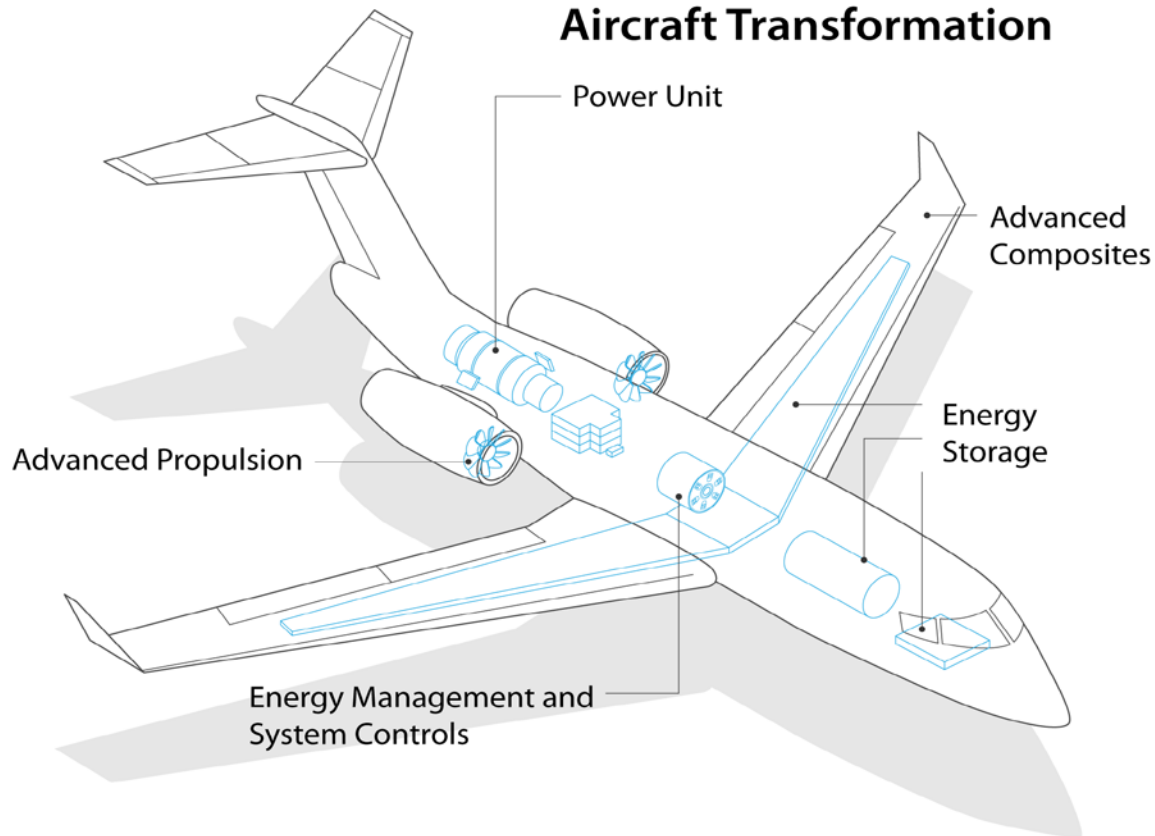 Aircraft Transformation
Power Unit
Advanced
Composites
Energy
Storage
Advanced Propulsion
Energy Management and
System Controls